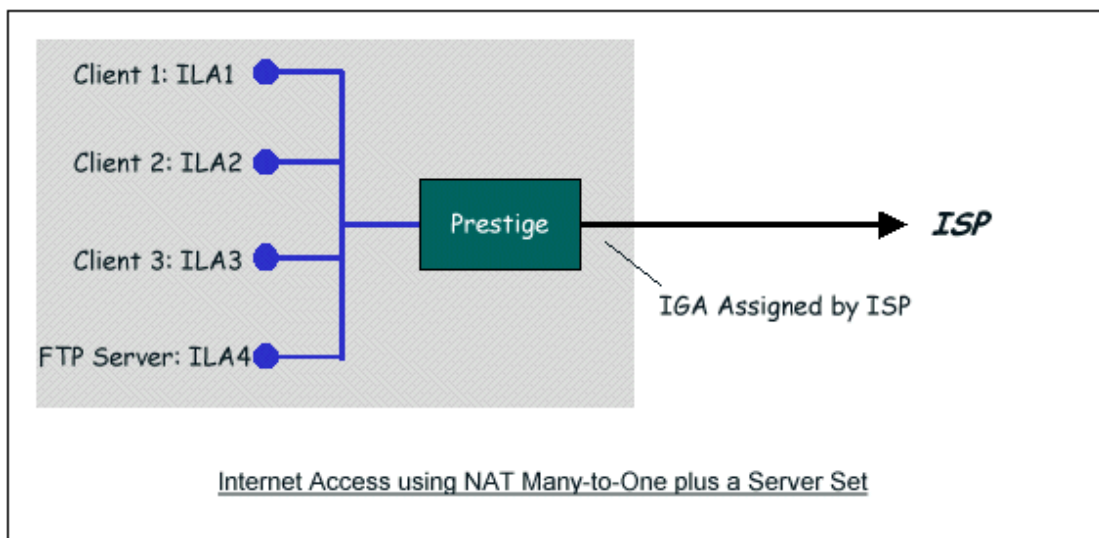 Client 1: ILA1
Client 2: ILA2
Prestige
ISP
Client 3: ILA3
IGA Assigned by ISP
FTP Server: ILA4
Internet Access using NAT Many-to-One plus a Server Set